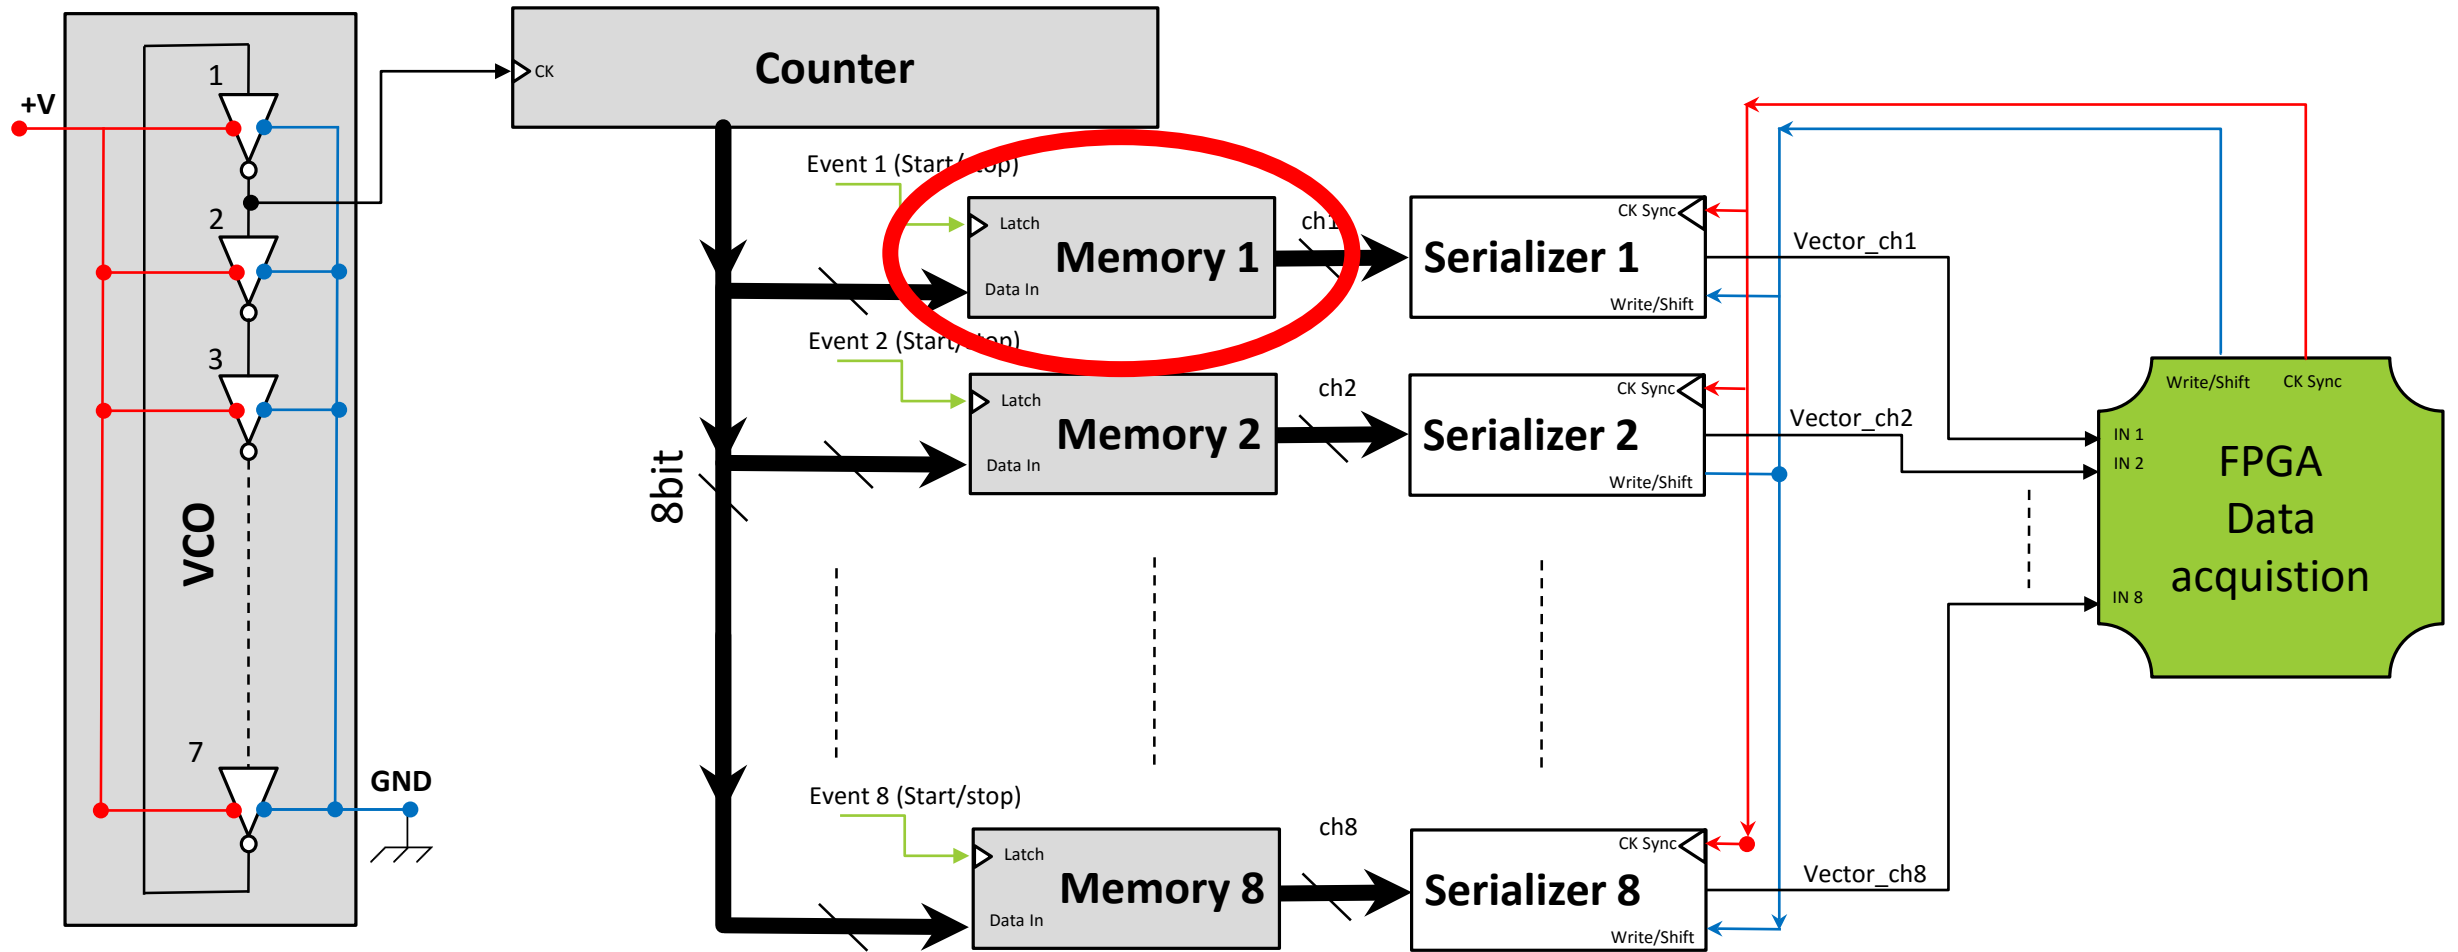 +V
1
2
3
7
VCO
GND
CK
Counter
8bit
Event 1 (Start/stop)
Latch
Data In
Memory 1
ch1
CK Sync
Serializer 1
Write/Shift
Vector_ch1
Event 2 (Start/stop)
Latch
Data In
Memory 2
ch2
CK Sync
Serializer 2
Write/Shift
Vector_ch2
Event 8 (Start/stop)
Latch
Data In
Memory 8
ch8
CK Sync
Serializer 8
Write/Shift
Vector_ch8
Write/Shift
CK Sync
IN 1
IN 2
IN 8
FPGA
Data
acquistion